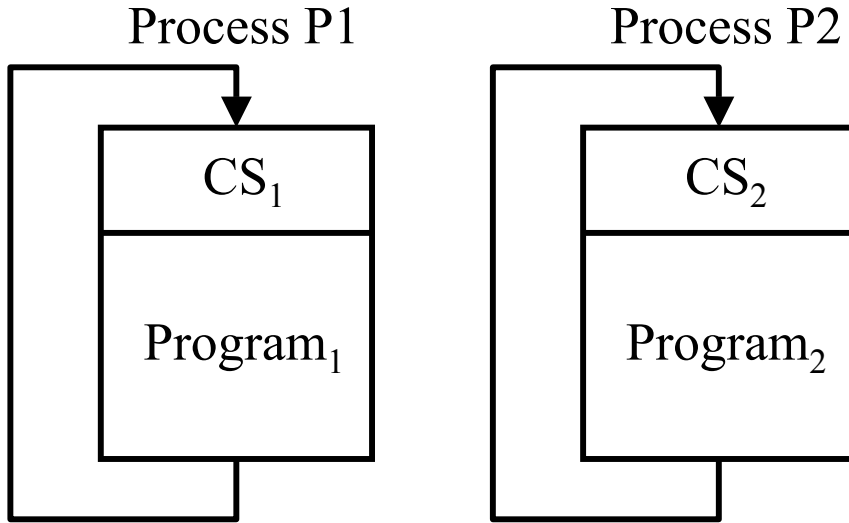 Process P1
Process P2
CS₁
CS₂
Program₁
Program₂